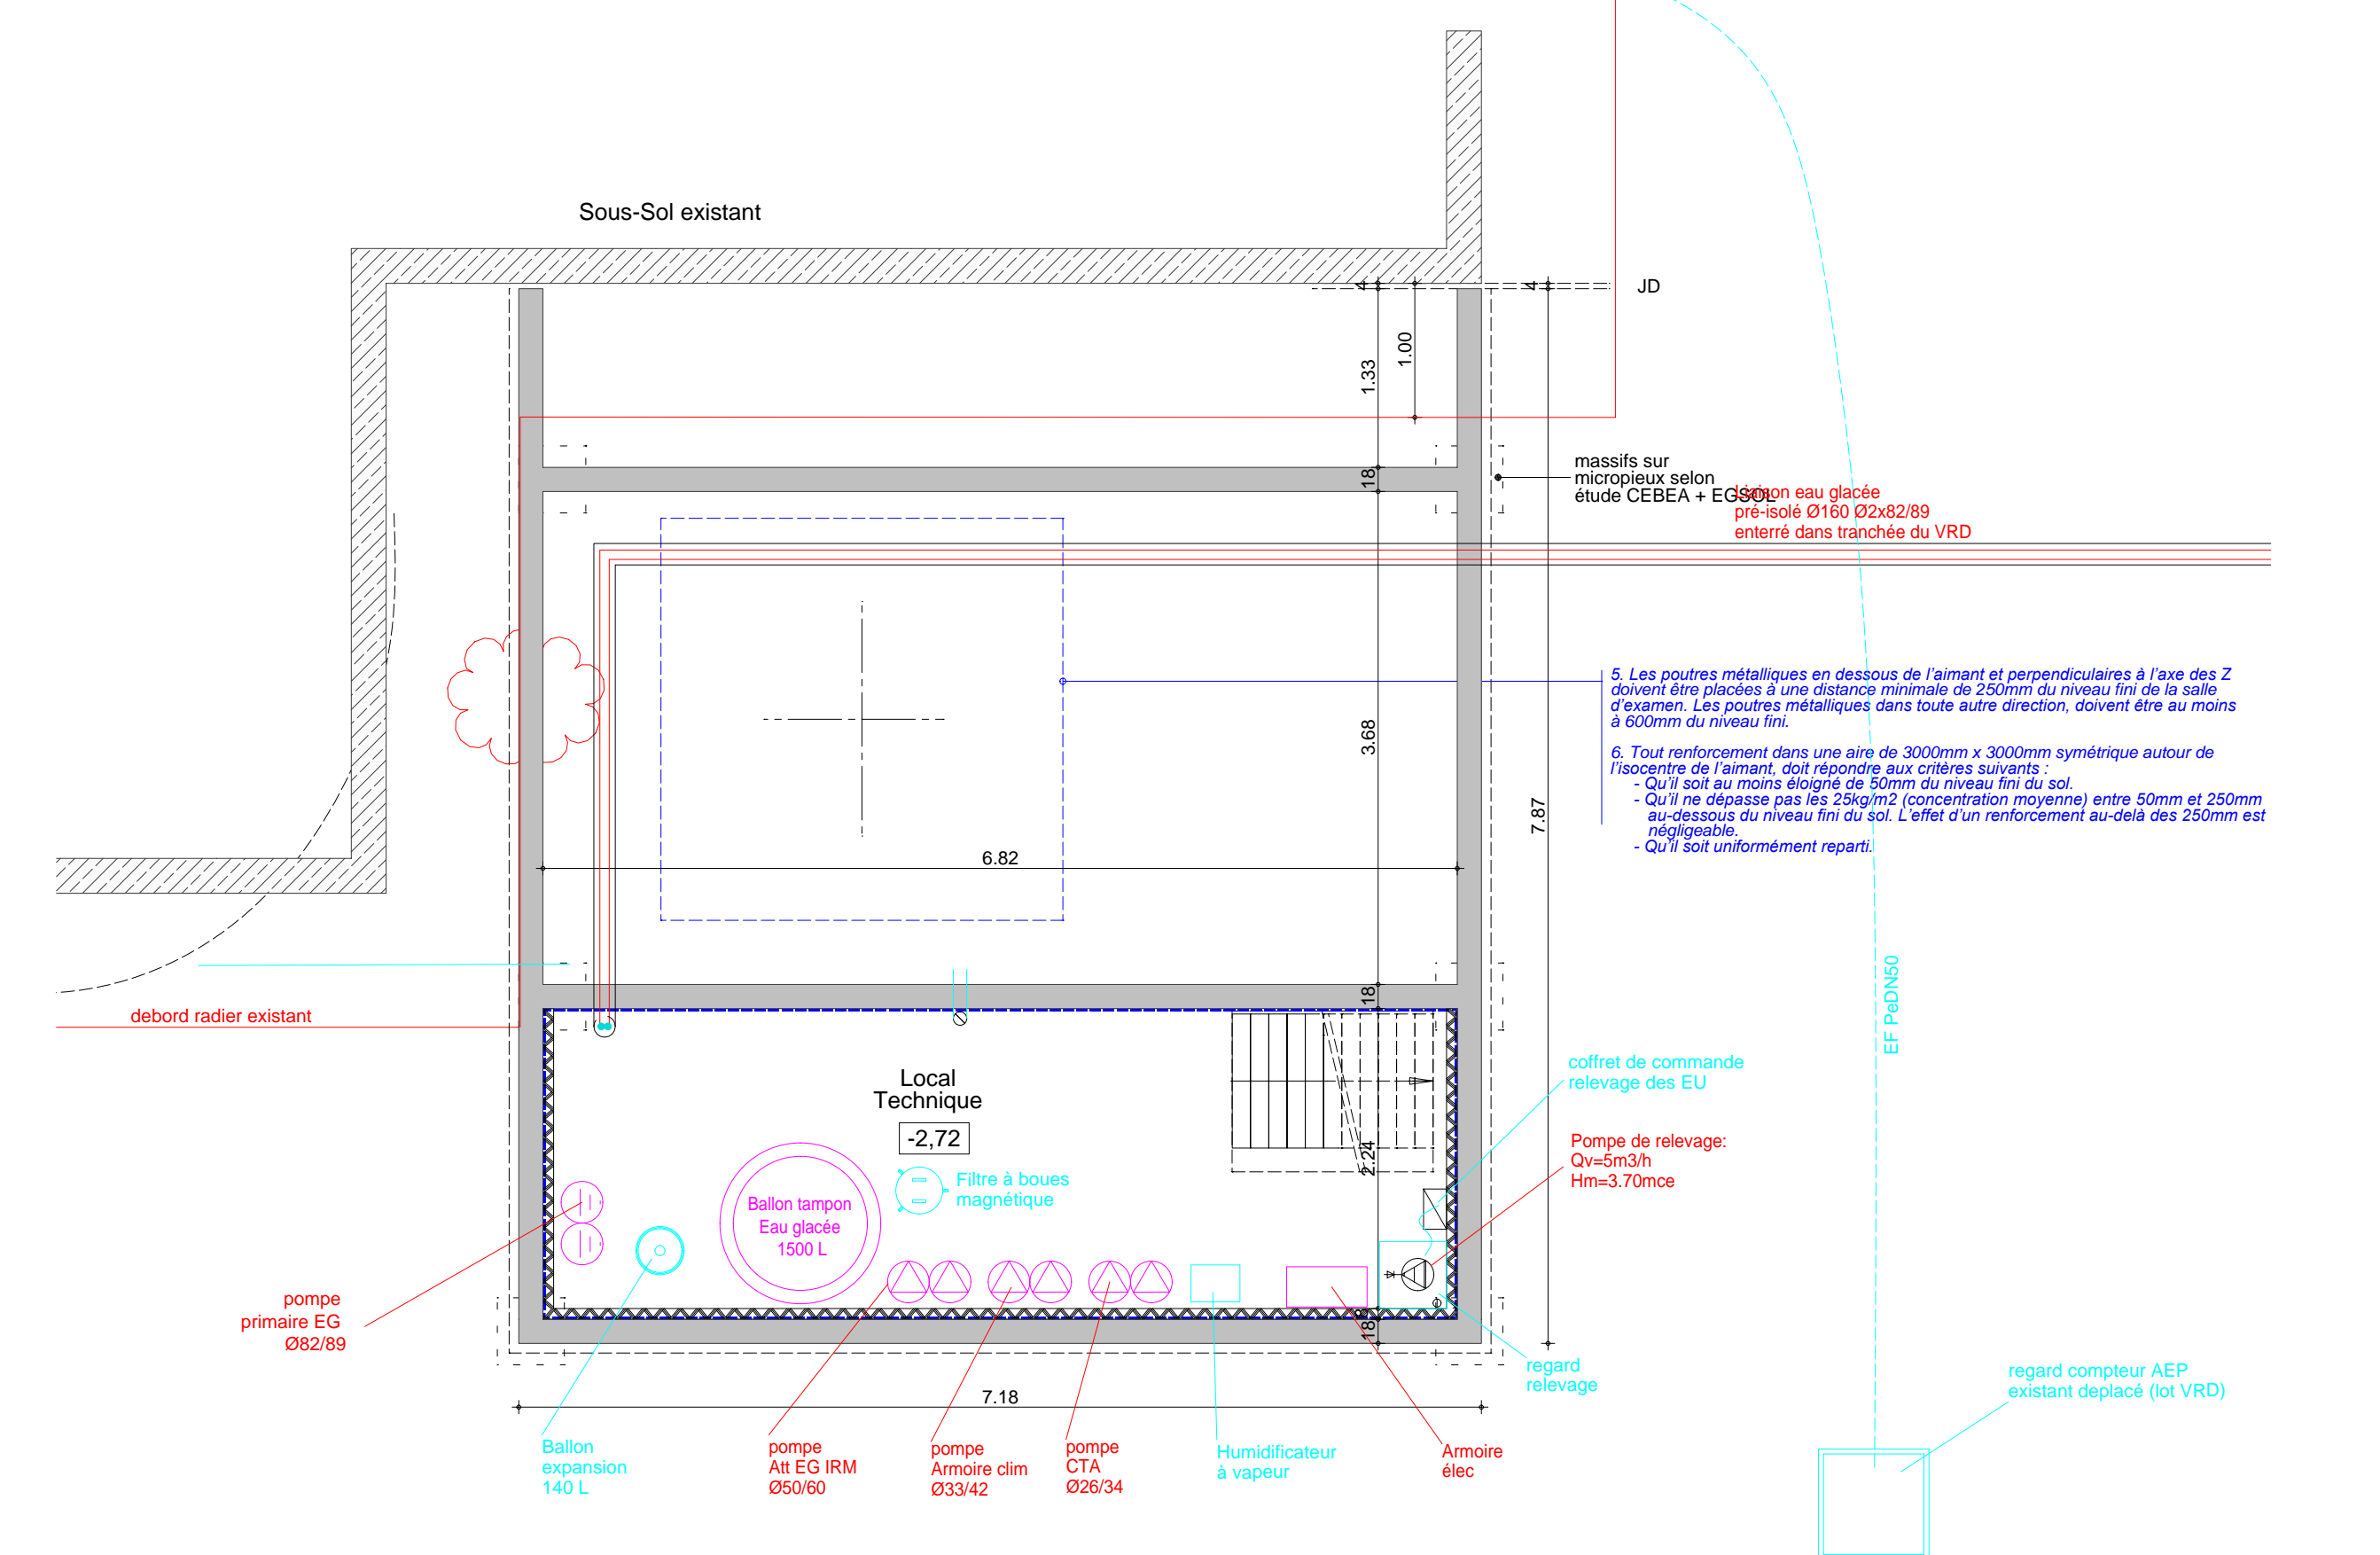 Sous-Sol existant
4
4
JD
1.00
1.33
18
massifs sur
micropieux selon
étude CEBEA + EGSOL
Liaison eau glacée
pré-isolé Ø160 Ø2x82/89
enterré dans tranchée du VRD
5. Les poutres métalliques en dessous de l'aimant et perpendiculaires à l'axe des Z
doivent être placées à une distance minimale de 250mm du niveau fini de la salle
d'examen. Les poutres métalliques dans toute autre direction, doivent être au moins
à 600mm du niveau fini.
6. Tout renforcement dans une aire de 3000mm x 3000mm symétrique autour de
l'isocentre de l'aimant, doit répondre aux critères suivants :
- Qu'il soit au moins éloigné de 50mm du niveau fini du sol.
- Qu'il ne dépasse pas les 25kg/m2 (concentration moyenne) entre 50mm et 250mm
au-dessous du niveau fini du sol. L'effet d'un renforcement au-delà des 250mm est
négligeable.
- Qu'il soit uniformément reparti.
3.68
7.87
6.82
18
debord radier existant
EF PeDN50
Local
Technique
-2,72
coffret de commande
relevage des EU
2.24
Pompe de relevage:
Qv=5m3/h
Hm=3.70mce
Filtre à boues
magnétique
Ballon tampon
Eau glacée
1500 L
pompe
primaire EG
Ø82/89
8
18
regard
relevage
regard compteur AEP
existant deplacé (lot VRD)
7.18
Ballon
expansion
140 L
pompe
Att EG IRM
Ø50/60
pompe
Armoire clim
Ø33/42
pompe
CTA
Ø26/34
Humidificateur
à vapeur
Armoire
élec